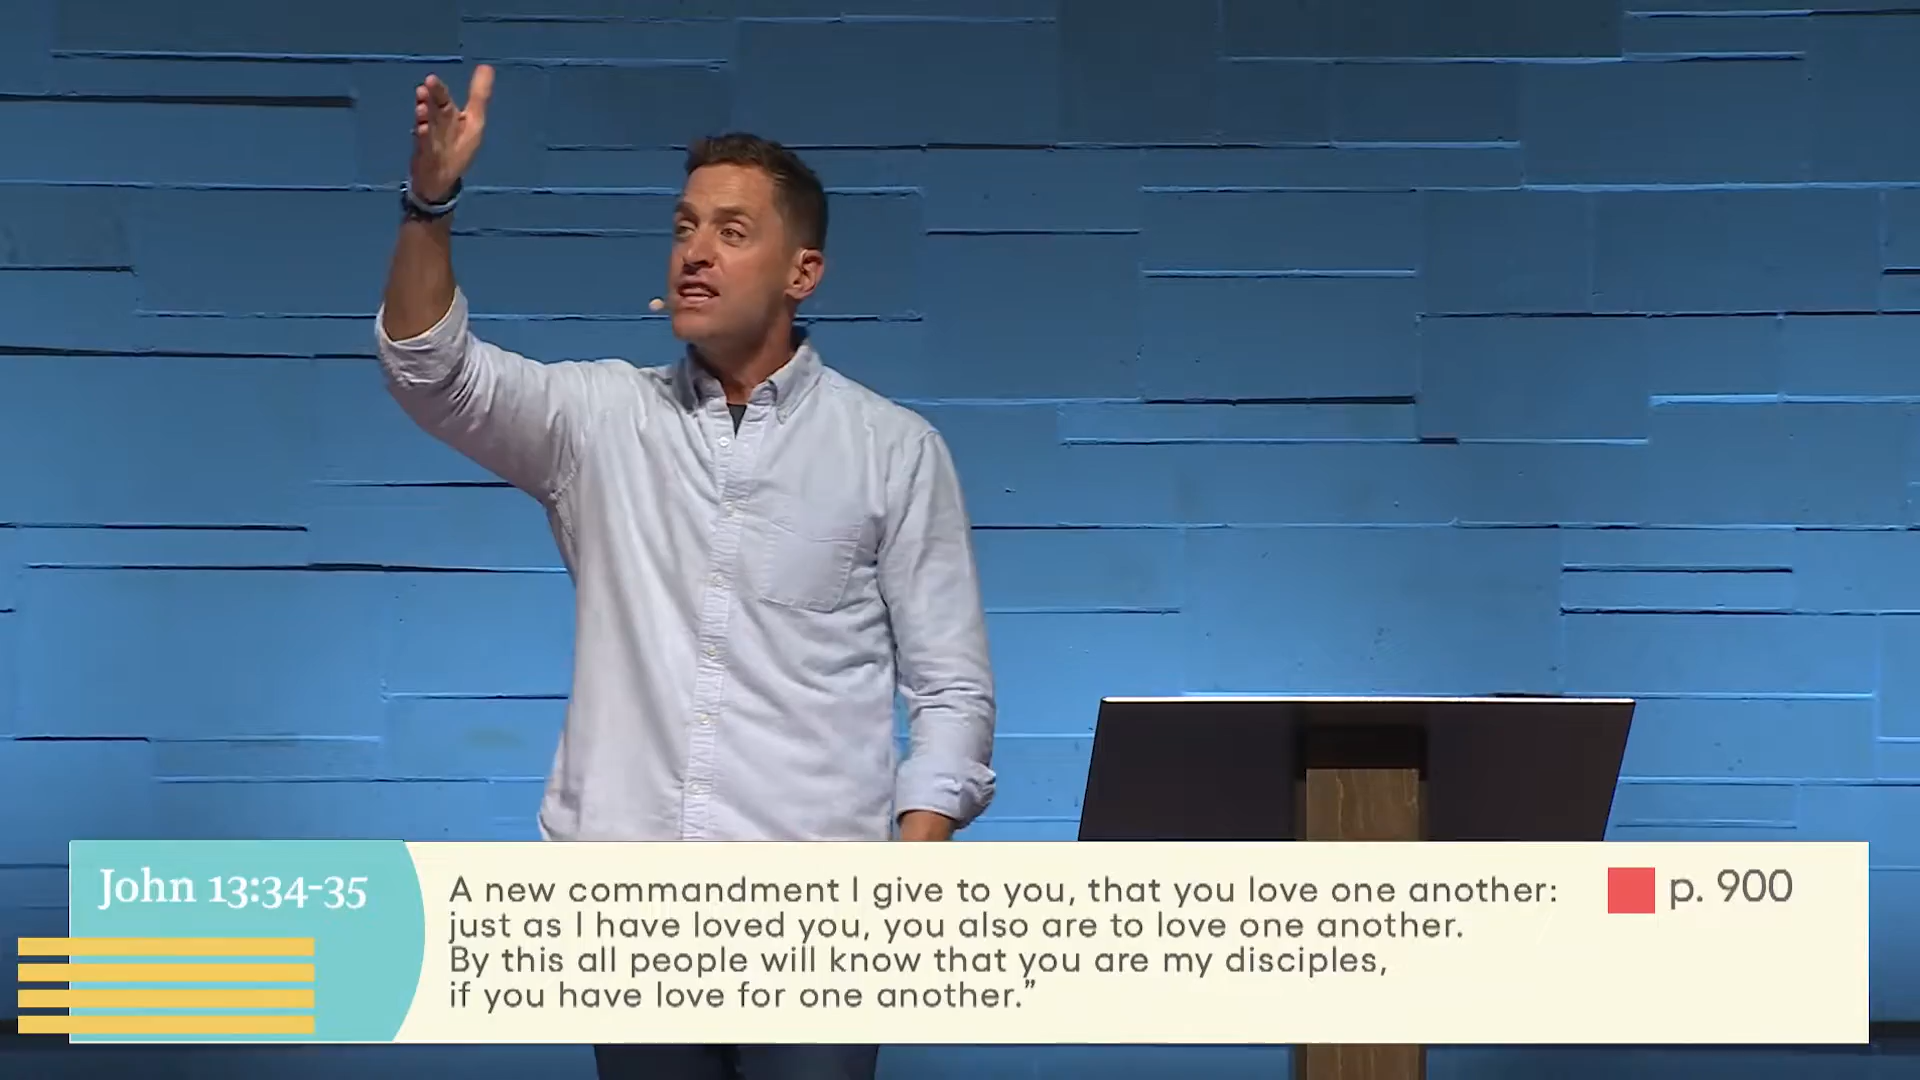 John 13:34-35
A new commandment I give to you, that you love one another:
just as I have loved you, you also are to love one another.
By this all people will know that you are my disciples,
if you have love for one another.”
p. 900